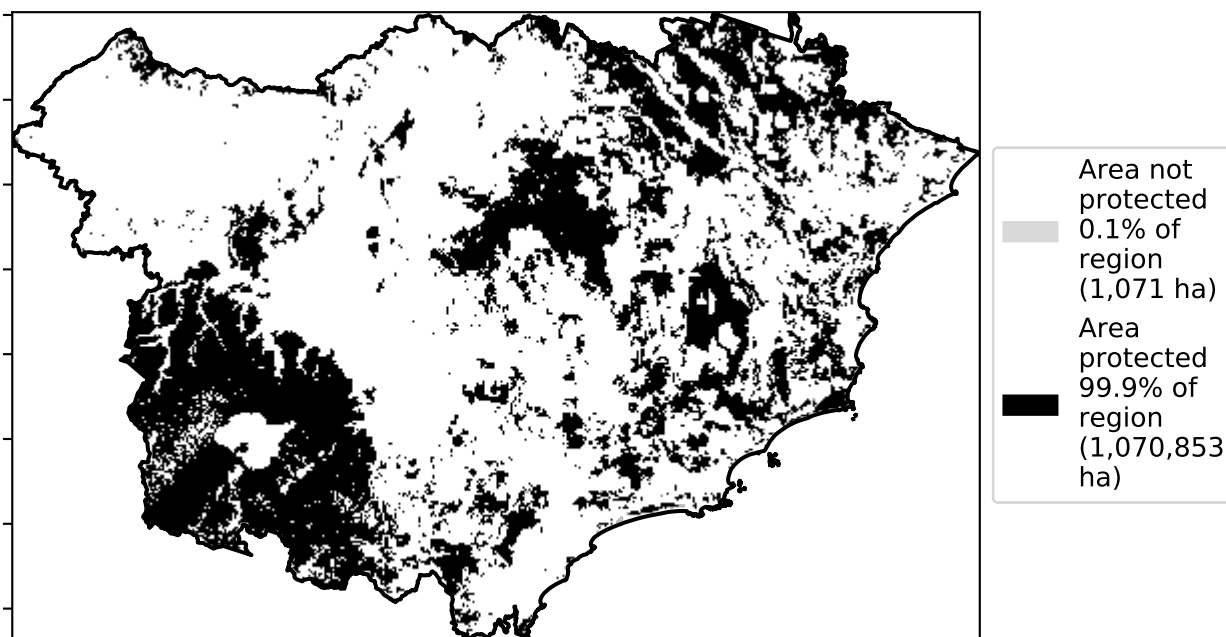 Area not
protected
0.1% of
region
(1,071 ha)
Area
protected
99.9% of
region
(1,070,853
ha)